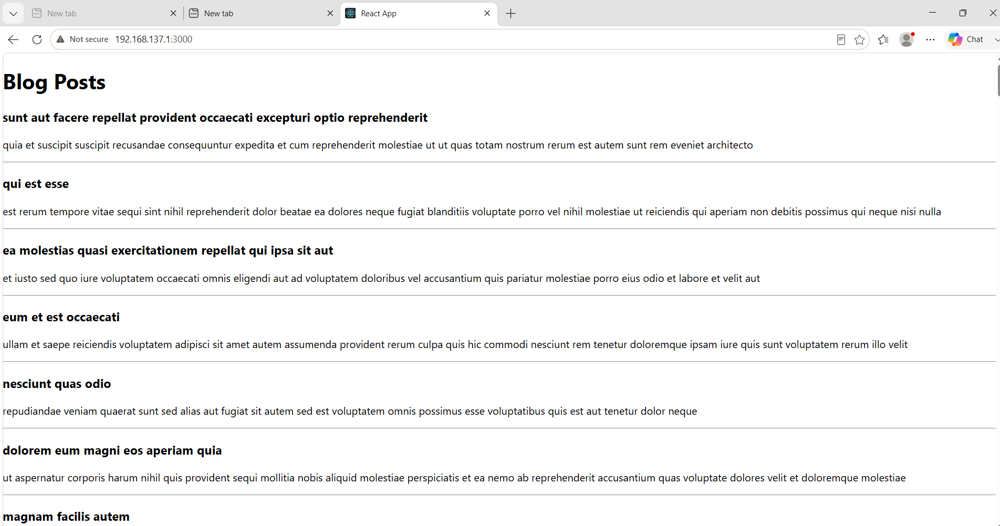 New tab
New tab
React App
Not secure 192.168.137.1:3000
Chat
Blog Posts
sunt aut facere repellat provident occaecati excepturi optio reprehenderit
quia et suscipit suscipit recusandae consequuntur expedita et cum reprehenderit molestiae ut ut quas totam nostrum rerum est autem sunt rem eveniet architecto
qui est esse
est rerum tempore vitae sequi sint nihil reprehenderit dolor beatae ea dolores neque fugiat blanditiis voluptate porro vel nihil molestiae ut reiciendis qui aperiam non debitis possimus qui neque nisi nulla
ea molestias quasi exercitationem repellat qui ipsa sit aut
et iusto sed quo iure voluptatem occaecati omnis eligendi aut ad voluptatem doloribus vel accusantium quis pariatur molestiae porro eius odio et labore et velit aut
eum et est occaecati
ullam et saepe reiciendis voluptatem adipisci sit amet autem assumenda provident rerum culpa quis hic commodi nesciunt rem tenetur doloremque ipsam iure quis sunt voluptatem rerum illo velit
nesciunt quas odio
repudiandae veniam quaerat sunt sed alias aut fugiat sit autem sed est voluptatem omnis possimus esse voluptatibus quis est aut tenetur dolor neque
dolorem eum magni eos aperiam quia
ut aspernatur corporis harum nihil quis provident sequi mollitia nobis aliquid molestiae perspiciatis et ea nemo ab reprehenderit accusantium quas voluptate dolores velit et doloremque molestiae
magnam facilis autem